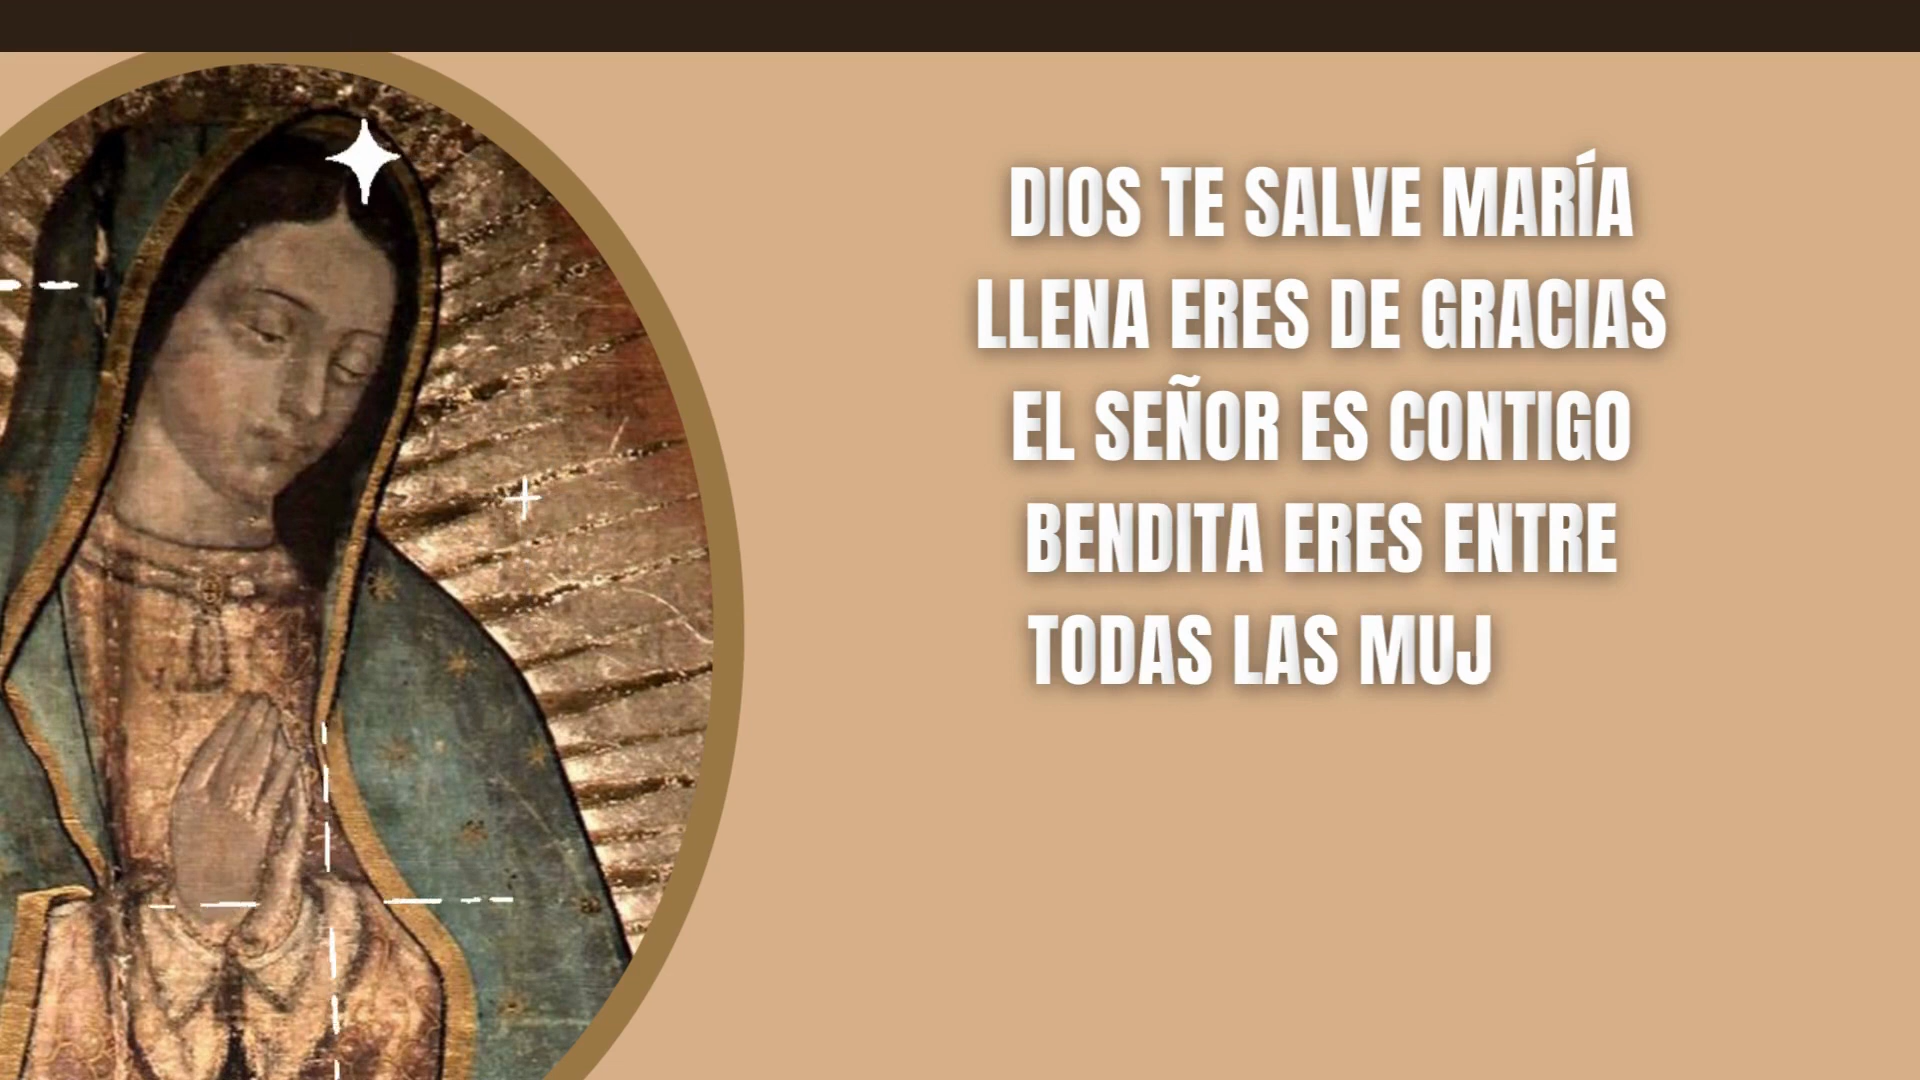 DIOS TE SALVE MARÍA
LLENA ERES DE GRACIAS
EL SEÑOR ES CONTIGO
BENDITA ERES ENTRE
TODAS LAS MUJ